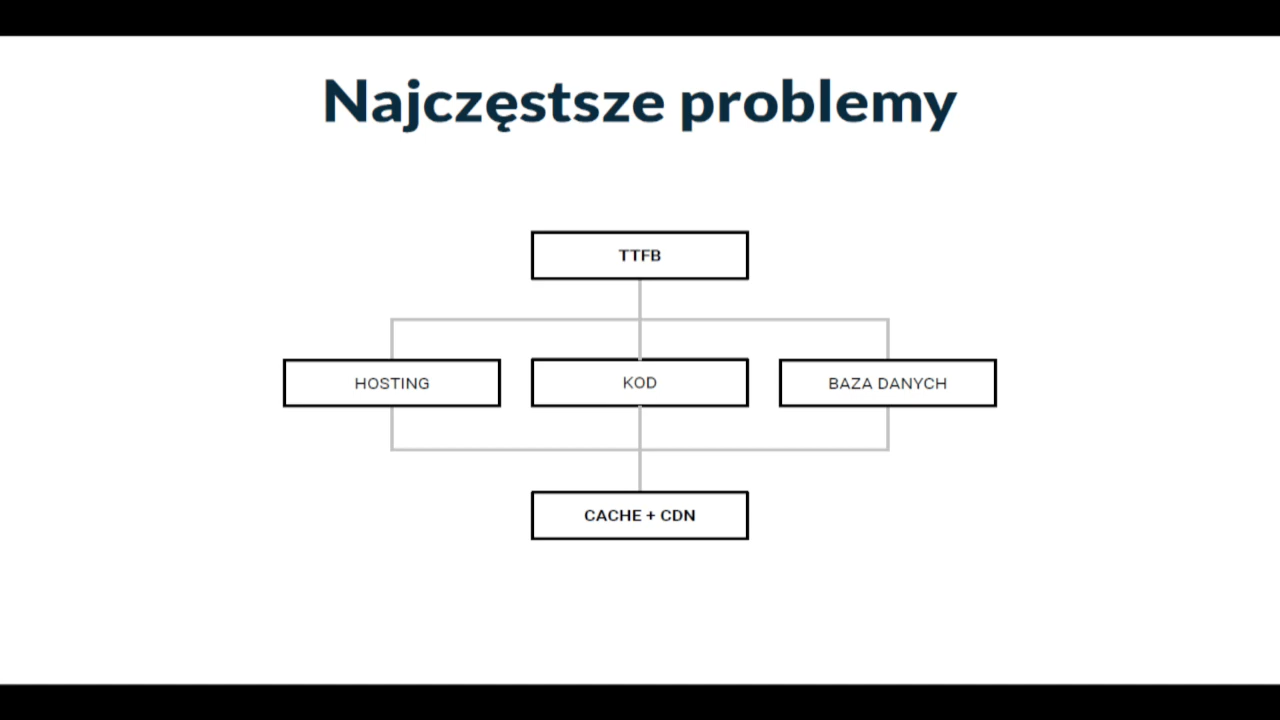 Najczęstsze problemy
TTFB
HOSTING
KOD
BAZA DANYCH
CACHE + CDN